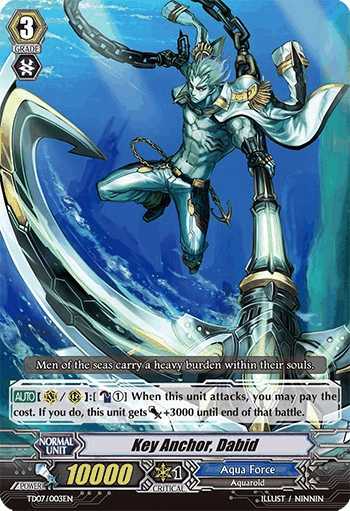 3
GRADE
Men of the seas carry a heavy burden within their souls.
AUTO [ / ]:[ 1 ] When this unit attacks, you may pay the
cost. If you do, this unit gets +3000 until end of that battle.
NORMAL
UNIT
Key Anchor, Dabid
POWER
10000
1
CRITICAL
Aqua Force
Aquaroid
TD07/003EN
ILLUST / NINNIN